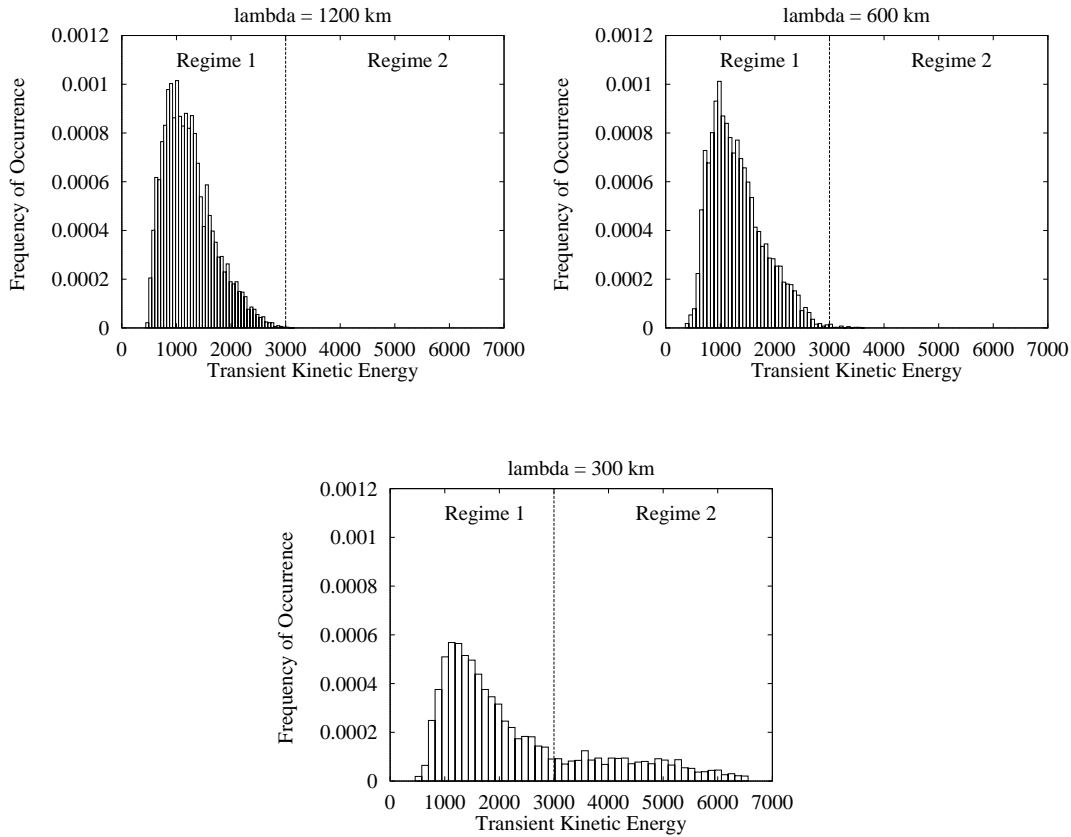 lambda = 1200 km
0.0012
Regime 1 Regime 2
0.001
0.0008
0.0006
0.0004
0.0002
0
Frequency of Occurrence
0 1000 2000 3000 4000 5000 6000 7000
Transient Kinetic Energy
lambda = 600 km
0.0012
Regime 1 Regime 2
0.001
0.0008
0.0006
0.0004
0.0002
0
Frequency of Occurrence
0 1000 2000 3000 4000 5000 6000 7000
Transient Kinetic Energy
lambda = 300 km
0.0012
Regime 1 Regime 2
0.001
0.0008
0.0006
0.0004
0.0002
0
Frequency of Occurrence
0 1000 2000 3000 4000 5000 6000 7000
Transient Kinetic Energy